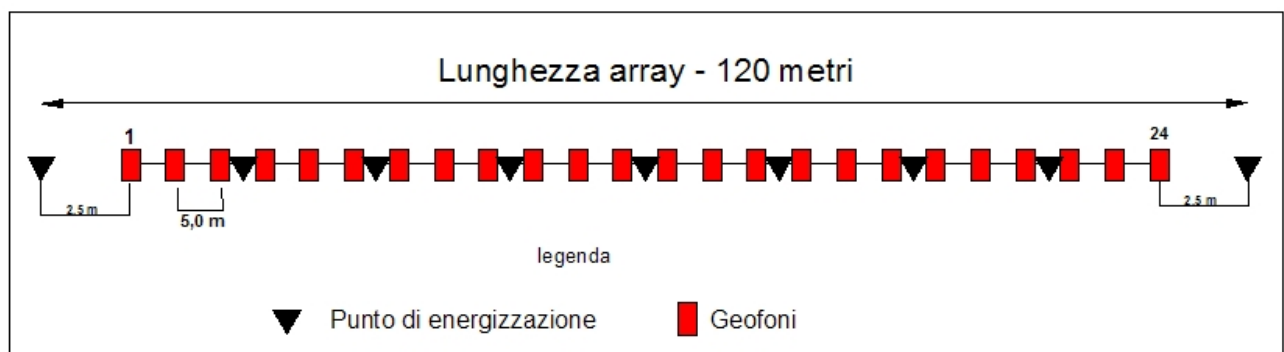 Lunghezza array - 120 metri
1
24
2.5 m
5,0 m
2.5 m
legenda
Punto di energizzazione
Geofoni